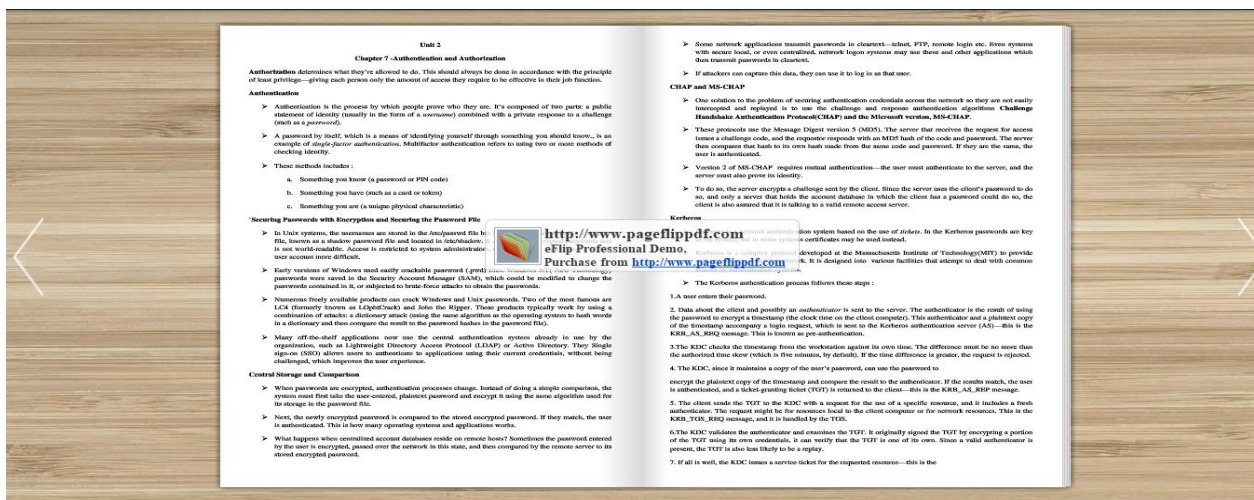 Unit 2
Chapter 7 -Authentication and Authorization
Authorization determines what they're allowed to do. This should always be done in accordance with the principle
of least privilege—giving each person only the amount of access they require to be effective in their job function.
Authentication
➢ Authentication is the process by which people prove who they are. It's composed of two parts: a public
statement of identity (usually in the form of a username) combined with a private response to a challenge
(such as a password).
➢ A password by itself, which is a means of identifying yourself through something you should know,, is an
example of single-factor authentication. Multifactor authentication refers to using two or more methods of
checking identity.
➢ These methods includes :
a. Something you know (a password or PIN code)
b. Something you have (such as a card or token)
c. Something you are (a unique physical characteristic)
`Securing Passwords with Encryption and Securing the Password File
➢ In Unix systems, the usernames are stored in the /etc/passwd file
file, known as a shadow password file and located in /etc/shadow.
is not world-readable. Access is restricted to system administrators
user account more difficult.
➢ Early versions of Windows used easily crackable password (.pwd)
passwords were saved in the Security Account Manager (SAM), which could be modified to change the
passwords contained in it, or subjected to brute-force attacks to obtain the passwords.
➢ Numerous freely available products can crack Windows and Unix passwords. Two of the most famous are
LC4 (formerly known as LOphtCrack) and John the Ripper. These products typically work by using a
combination of attacks: a dictionary attack (using the same algorithm as the operating system to hash words
in a dictionary and then compare the result to the password hashes in the password file).
➢ Many off-the-shelf applications now use the central authentication system already in use by the
organization, such as Lightweight Directory Access Protocol (LDAP) or Active Directory. They Single
sign-on (SSO) allows users to authenticate to applications using their current credentials, without being
challenged, which improves the user experience.
Central Storage and Comparison
➢ When passwords are encrypted, authentication processes change. Instead of doing a simple comparison, the
system must first take the user-entered, plaintext password and encrypt it using the same algorithm used for
its storage in the password file.
➢ Next, the newly encrypted password is compared to the stored encrypted password. If they match, the user
is authenticated. This is how many operating systems and applications works.
➢ What happens when centralized account databases reside on remote hosts? Sometimes the password entered
by the user is encrypted, passed over the network in this state, and then compared by the remote server to its
stored encrypted password.
➢ Some network applications transmit passwords in cleartext—telnet, FTP, remote login etc. Even systems
with secure local, or even centralized, network logon systems may use these and other applications which
then transmit passwords in cleartext.
➢ If attackers can capture this data, they can use it to log in as that user.
CHAP and MS-CHAP
➢ One solution to the problem of securing authentication credentials across the network so they are not easily
intercepted and replayed is to use the challenge and response authentication algorithms Challenge
Handshake Authentication Protocol(CHAP) and the Microsoft version, MS-CHAP.
➢ These protocols use the Message Digest version 5 (MD5). The server that receives the request for access
issues a challenge code, and the requestor responds with an MD5 hash of the code and password. The server
then compares that hash to its own hash made from the same code and password. If they are the same, the
user is authenticated.
➢ Version 2 of MS-CHAP requires mutual authentication—the user must authenticate to the server, and the
server must also prove its identity.
➢ To do so, the server encrypts a challenge sent by the client. Since the server uses the client's password to do
so, and only a server that holds the account database in which the client has a password could do so, the
client is also assured that it is talking to a valid remote access server.
Kerberos
system based on the use of tickets. In the Kerberos passwords are key
certificates may be used instead.
developed at the Massachusetts Institute of Technology(MIT) to provide
It is designed into various facilities that attempt to deal with common
http://www.pageflippdf.com
eFlip Professional Demo,
Purchase from http://www.pageflippdf.com
➢ The Kerberos authentication process follows these steps :
1.A user enters their password.
2. Data about the client and possibly an authenticator is sent to the server. The authenticator is the result of using
the password to encrypt a timestamp (the clock time on the client computer). This authenticator and a plaintext copy
of the timestamp accompany a login request, which is sent to the Kerberos authentication server (AS)—this is the
KRB_AS_REQ message. This is known as pre-authentication.
3.The KDC checks the timestamp from the workstation against its own time. The difference must be no more than
the authorized time skew (which is five minutes, by default). If the time difference is greater, the request is rejected.
4. The KDC, since it maintains a copy of the user's password, can use the password to
encrypt the plaintext copy of the timestamp and compare the result to the authenticator. If the results match, the user
is authenticated, and a ticket-granting ticket (TGT) is returned to the client—this is the KRB_AS_REP message.
5. The client sends the TGT to the KDC with a request for the use of a specific resource, and it includes a fresh
authenticator. The request might be for resources local to the client computer or for network resources. This is the
KRB_TGS_REQ message, and it is handled by the TGS.
6.The KDC validates the authenticator and examines the TGT. It originally signed the TGT by encrypting a portion
of the TGT using its own credentials, it can verify that the TGT is one of its own. Since a valid authenticator is
present, the TGT is also less likely to be a replay.
7. If all is well, the KDC issues a service ticket for the requested resource—this is the